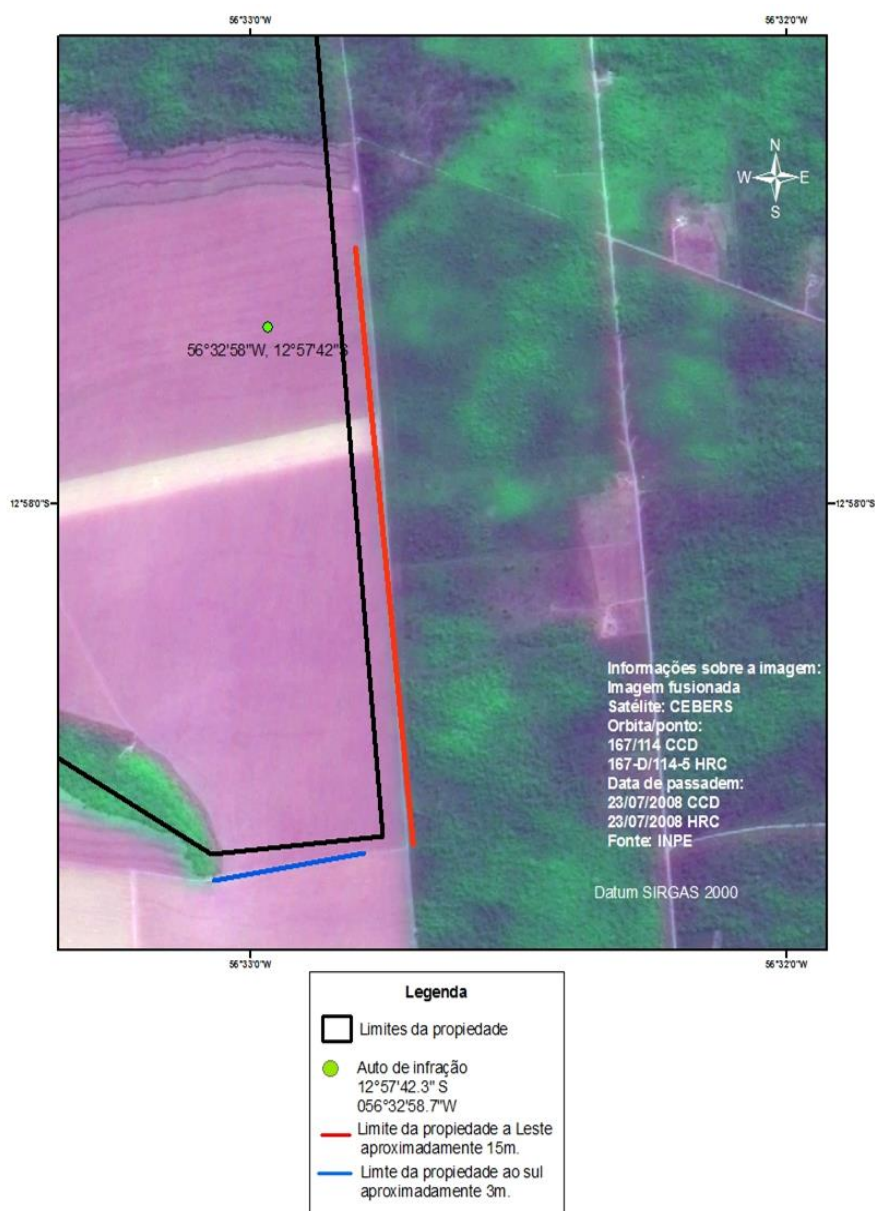 56°33'0"W
56°32'0"W
N
W
E
S
56°32'58"W, 12°57'42"S
12°58'0"S
12°58'0"S
Informações sobre a imagem:
Imagem fusionada
Satélite: CEBERS
Orbita/ponto:
167/114 CCD
167-D/114-5 HRC
Data de passadem:
23/07/2008 CCD
23/07/2008 HRC
Fonte: INPE
Datum SIRGAS 2000
56°33'0"W
56°32'0"W
Legenda
Limites da propiedade
Auto de infração
12°57'42.3" S
056°32'58.7"W
Limite da propiedade a Leste
aproximadamente 15m.
Limte da propiedade ao sul
aproximadamente 3m.